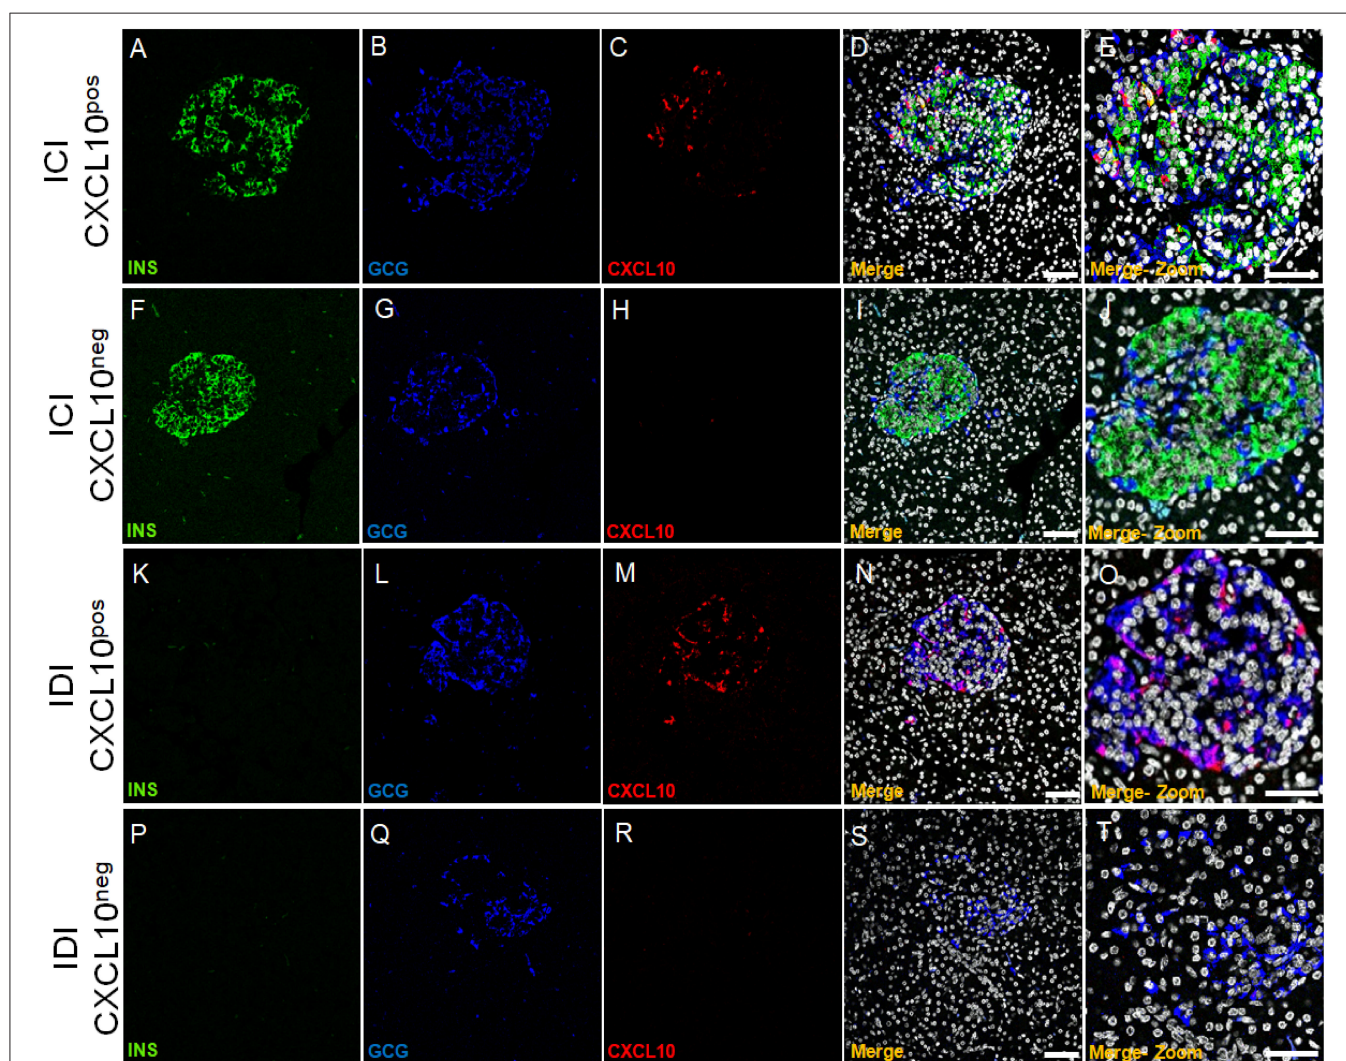 ICI
CXCL10pos
A
INS
B
GCG
C
CXCL10
D
Merge
E
Merge- Zoom
ICI
CXCL10neg
F
INS
G
GCG
H
CXCL10
I
Merge
J
Merge- Zoom
IDI
CXCL10pos
K
INS
L
GCG
M
CXCL10
N
Merge
O
Merge- Zoom
IDI
CXCL10neg
P
INS
Q
GCG
R
CXCL10
S
Merge
T
Merge- Zoom